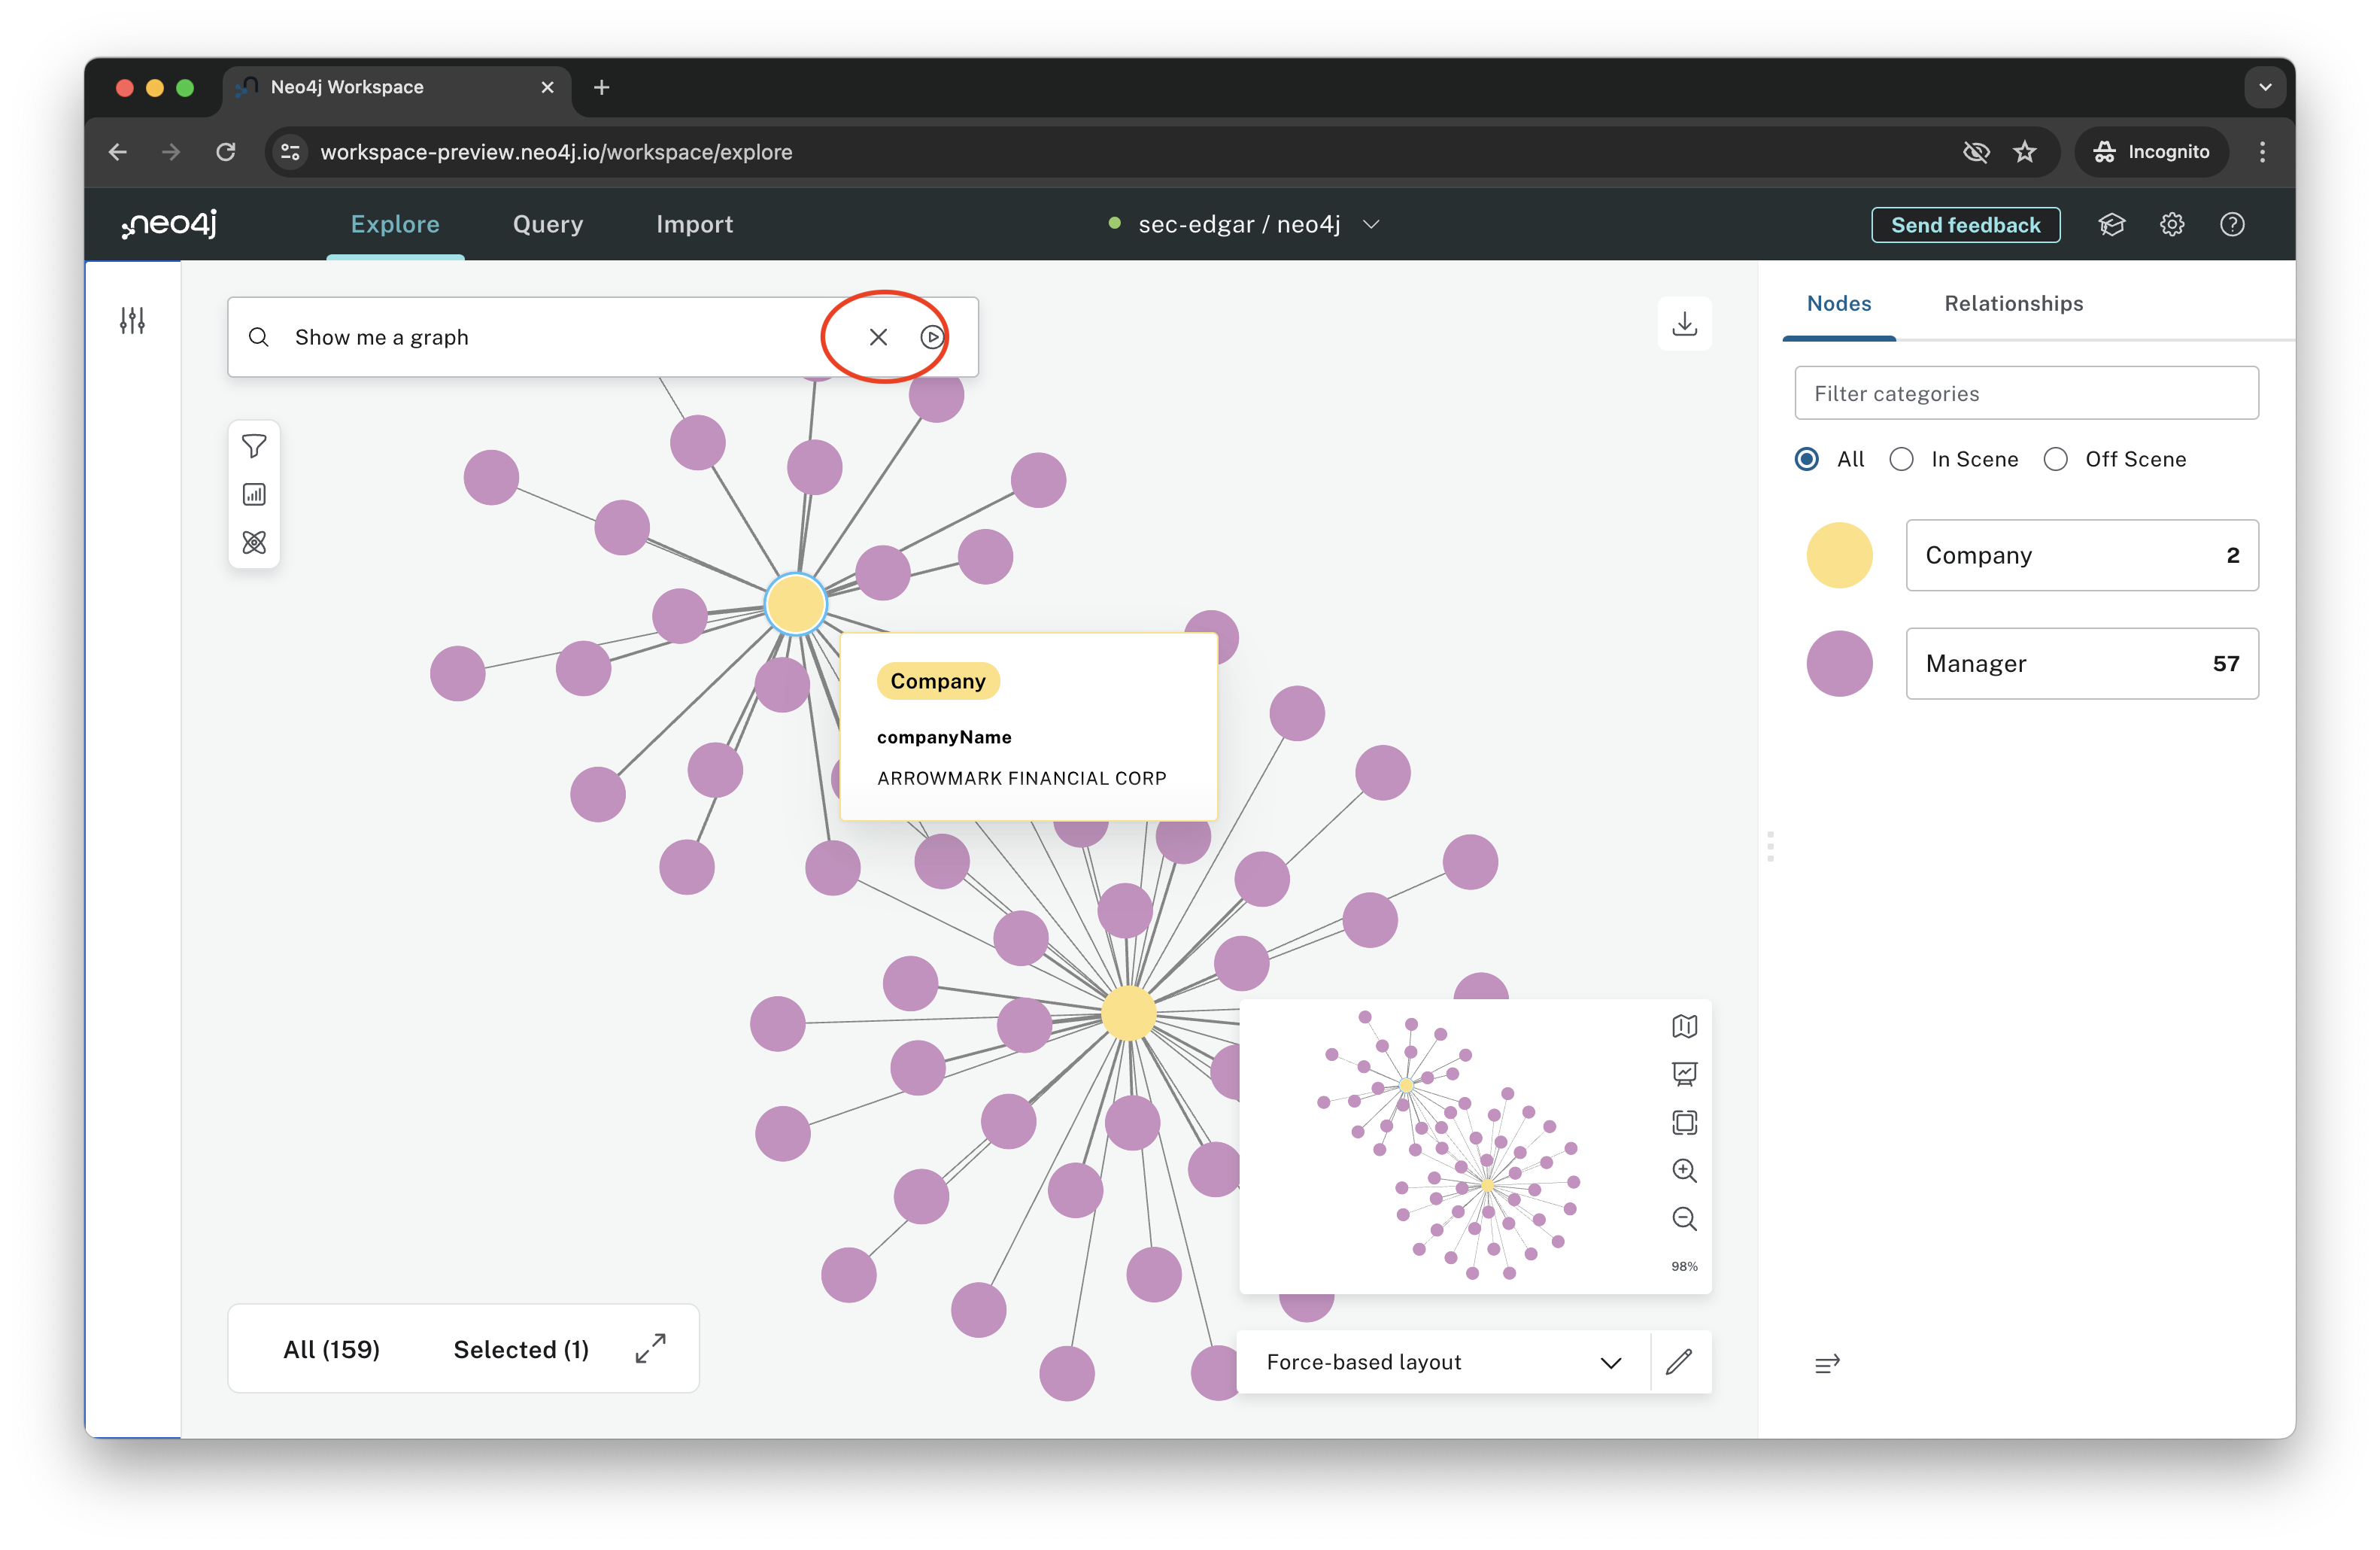 Neo4j Workspace
workspace-preview.neo4j.io/workspace/explore
Incognito
neo4j
Explore
Query
Import
sec-edgar / neo4j
Send feedback
Show me a graph
Nodes
Relationships
Filter categories
All
In Scene
Off Scene
Company 2
Manager 57
Company
companyName
ARROWMARK FINANCIAL CORP
98%
All (159)
Selected (1)
Force-based layout